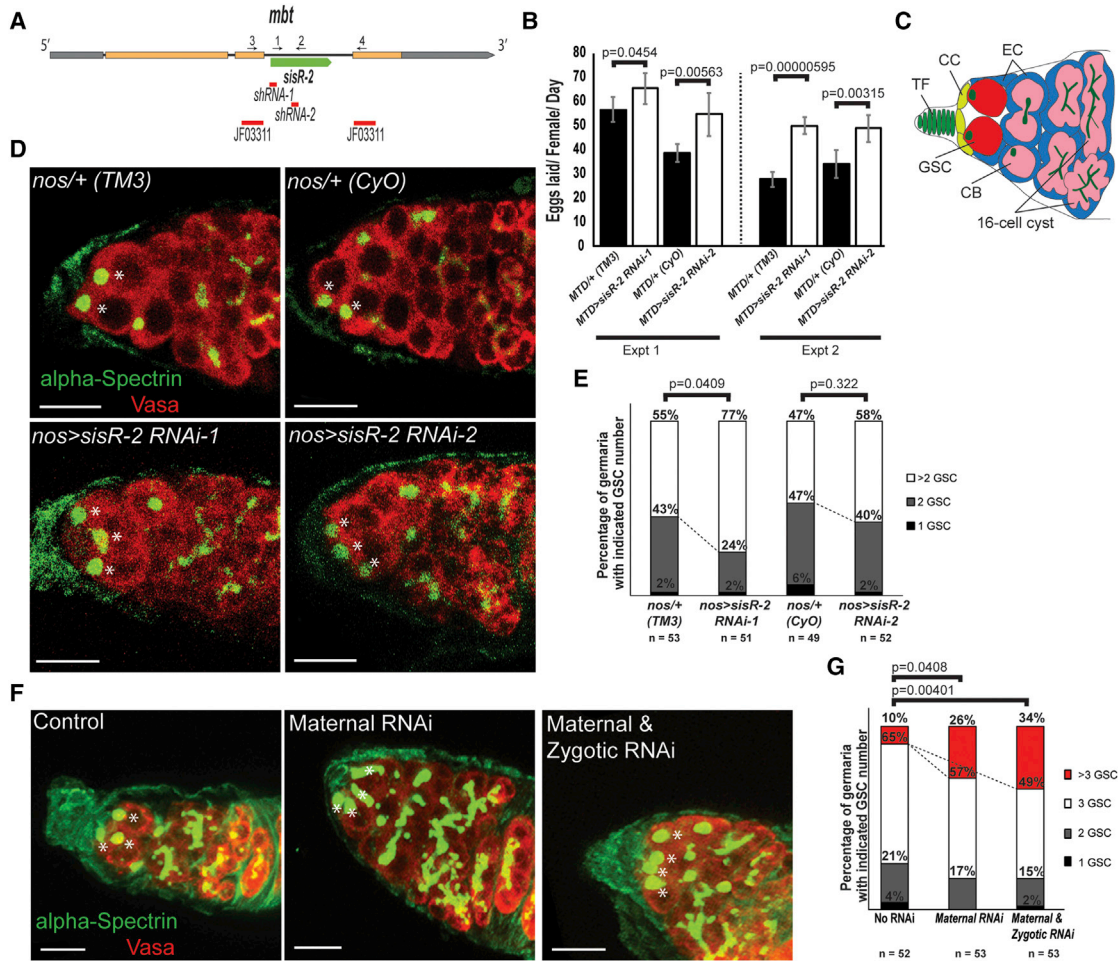 A
mbt
5′
3′
3
1
2
4
sisR-2
shRNA-1
shRNA-2
JF03311
JF03311
B
Eggs laid/ Female/ Day
80
70
60
50
40
30
20
10
0
p=0.0454
p=0.00563
p=0.00000595
p=0.00315
MTD/+ (TM3)
MTD>sisR-2 RNAi-1
MTD/+ (CyO)
MTD>sisR-2 RNAi-2
MTD/+ (TM3)
MTD>sisR-2 RNAi-1
MTD/+ (CyO)
MTD>sisR-2 RNAi-2
Expt 1
Expt 2
C
EC
CC
TF
GSC
CB
16-cell cyst
D
nos/+ (TM3)
*
*
alpha-Spectrin
Vasa
nos/+ (CyO)
*
*
nos>sisR-2 RNAi-1
*
*
*
nos>sisR-2 RNAi-2
*
*
*
E
Percentage of germaria
with indicated GSC number
p=0.0409
p=0.322
55%
77%
47%
58%
43%
24%
47%
40%
2%
2%
6%
2%
>2 GSC
2 GSC
1 GSC
nos/+
(TM3)
nos>sisR-2
RNAi-1
nos/+
(CyO)
nos>sisR-2
RNAi-2
n = 53
n = 51
n = 49
n = 52
F
Control
*
*
*
alpha-Spectrin
Vasa
Maternal RNAi
*
*
*
*
Maternal &
Zygotic RNAi
*
*
*
*
G
Percentage of germaria
with indicated GSC number
p=0.0408
p=0.00401
10%
26%
34%
65%
57%
49%
21%
17%
15%
4%
2%
>3 GSC
3 GSC
2 GSC
1 GSC
No RNAi
Maternal RNAi
Maternal &
Zygotic RNAi
n = 52
n = 53
n = 53